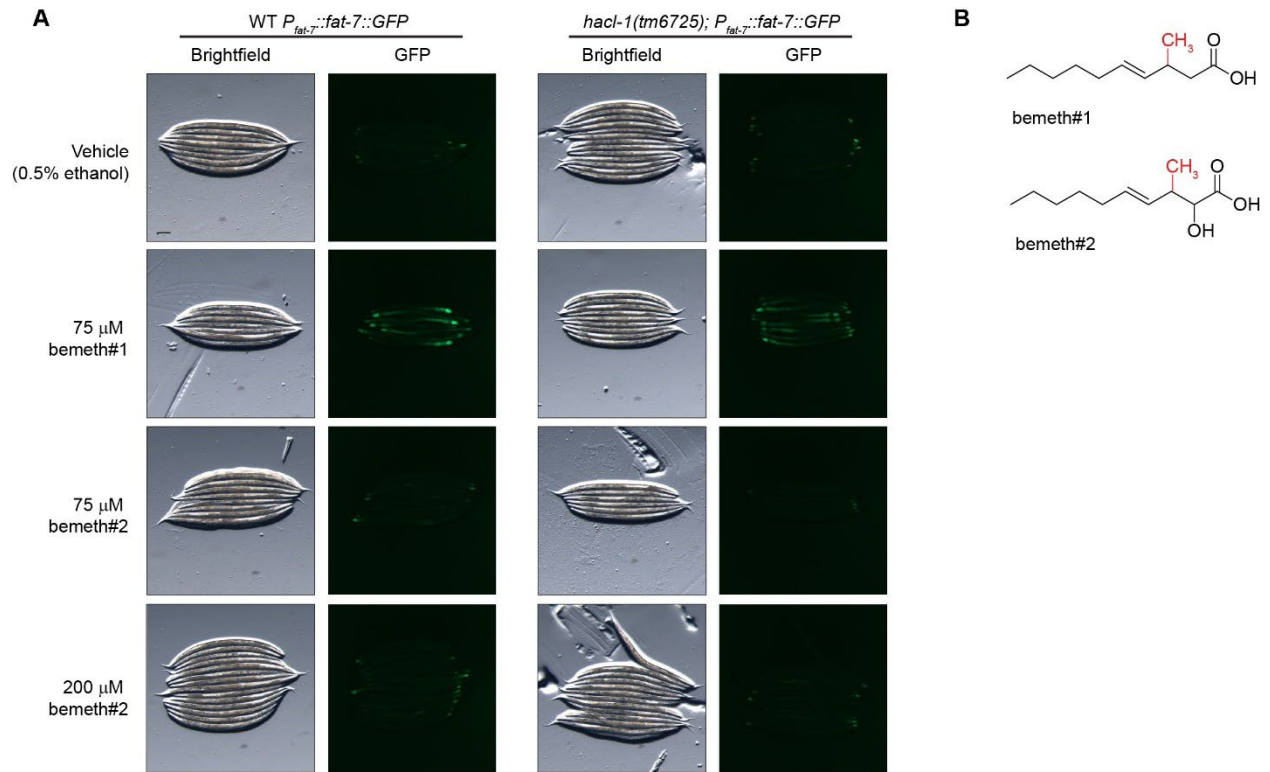 A
WT P_fat-7::fat-7::GFP
hacl-1(tm6725); P_fat-7::fat-7::GFP
Brightfield
GFP
Brightfield
GFP
Vehicle
(0.5% ethanol)
75 μM
bemeth#1
75 μM
bemeth#2
200 μM
bemeth#2
B
CH3
O
OH
bemeth#1
CH3
O
OH
OH
bemeth#2